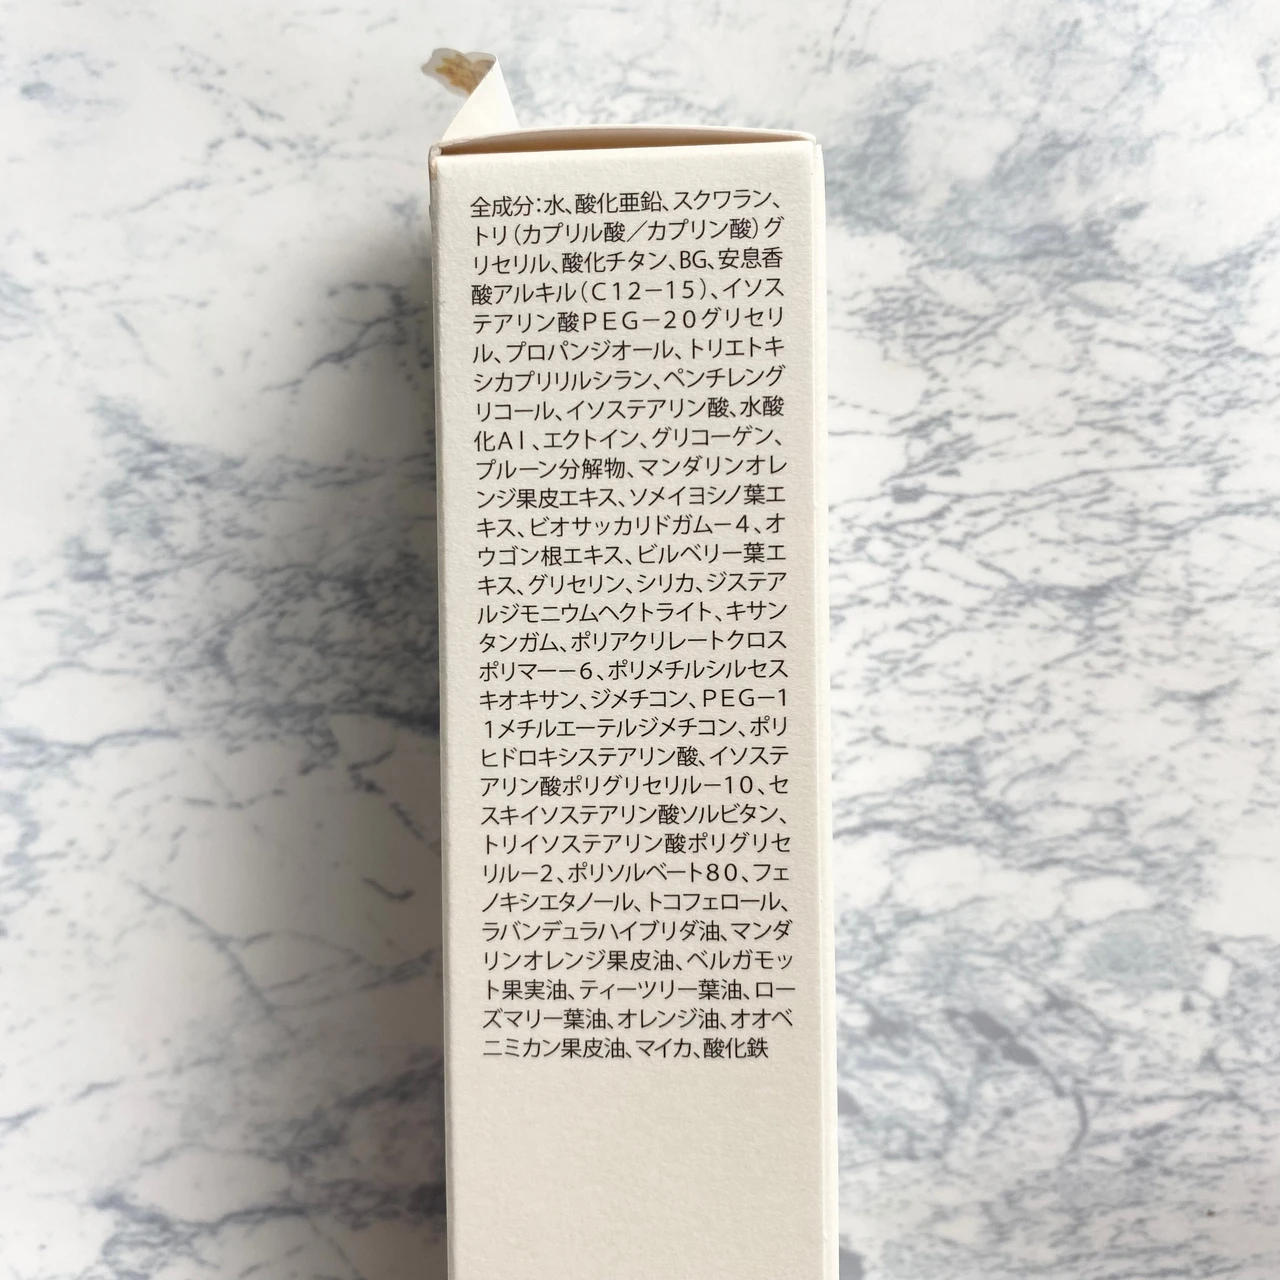 全成分：水、酸化亜鉛、スクワラン、
トリ（カプリル酸／カプリン酸）グ
リセリル、酸化チタン、BG、安息香
酸アルキル（C12－15）、イソス
テアリン酸PEG－20グリセリ
ル、プロパンジオール、トリエトキ
シカプリリルシラン、ペンチレング
リコール、イソステアリン酸、水酸
化Al、エクトイン、グリコーゲン、
プルーン分解物、マンダリンオレ
ンジ果皮エキス、ソメイヨシノ葉エ
キス、ビオサッカリドガム－4、オ
ウゴン根エキス、ビルベリー葉エ
キス、グリセリン、シリカ、ジステア
ルジモニウムヘクトライト、キサン
タンガム、ポリアクリレートクロス
ポリマー－6、ポリメチルシルセス
キオキサン、ジメチコン、PEG－1
1メチルエーテルジメチコン、ポリ
ヒドロキシステアリン酸、イソステ
アリン酸ポリグリセリル－10、セ
スキイソステアリン酸ソルビタン、
トリイソステアリン酸ポリグリセ
リル－2、ポリソルベート80、フェ
ノキシエタノール、トコフェロール、
ラバンデュラハイブリダ油、マンダ
リンオレンジ果皮油、ベルガモッ
ト果実油、ティーツリー葉油、ロー
ズマリー葉油、オレンジ油、オオベ
ニミカン果皮油、マイカ、酸化鉄